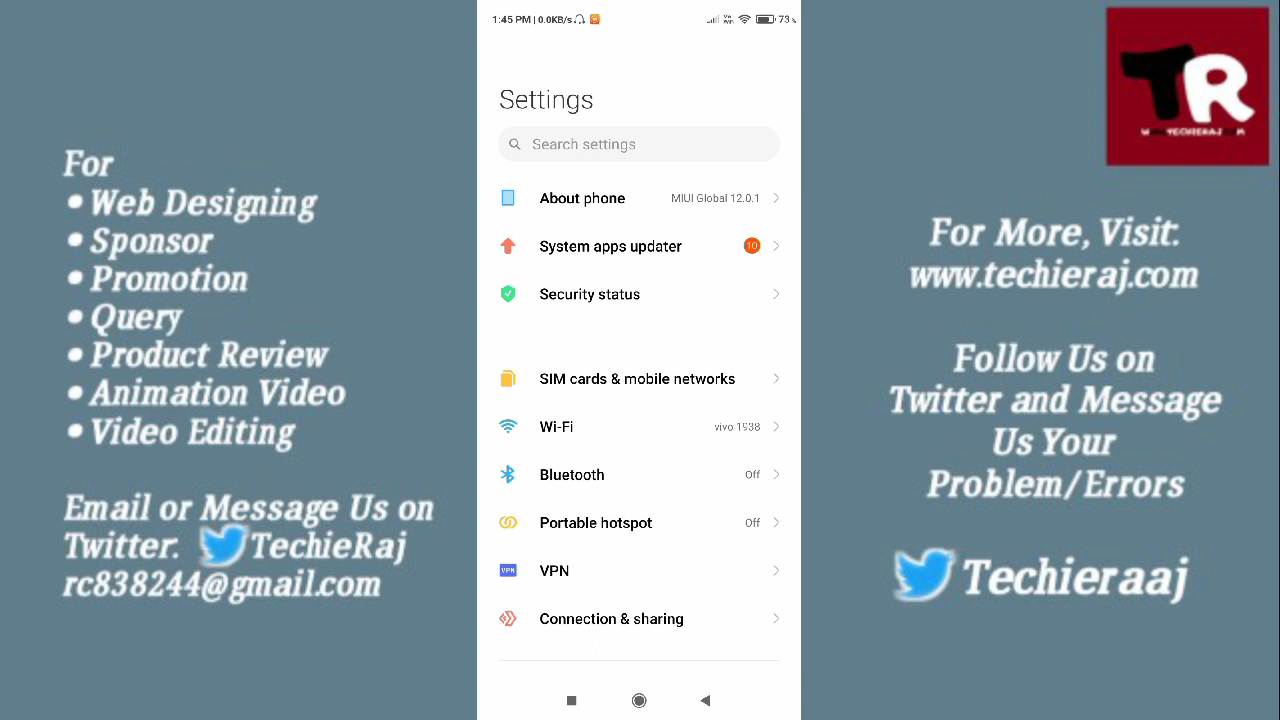 For
• Web Designing
• Sponsor
• Promotion
• Query
• Product Review
• Animation Video
• Video Editing
Email or Message Us on
Twitter. TechieRaj
rc838244@gmail.com
1:45 PM | 0.0KB/s
73%
Settings
Search settings
About phone MIUI Global 12.0.1
System apps updater 10
Security status
SIM cards & mobile networks
Wi-Fi vivo 1938
Bluetooth Off
Portable hotspot Off
VPN VPN
Connection & sharing
TR
For More, Visit:
www.techieraj.com
Follow Us on
Twitter and Message
Us Your
Problem/Errors
Techieraaj